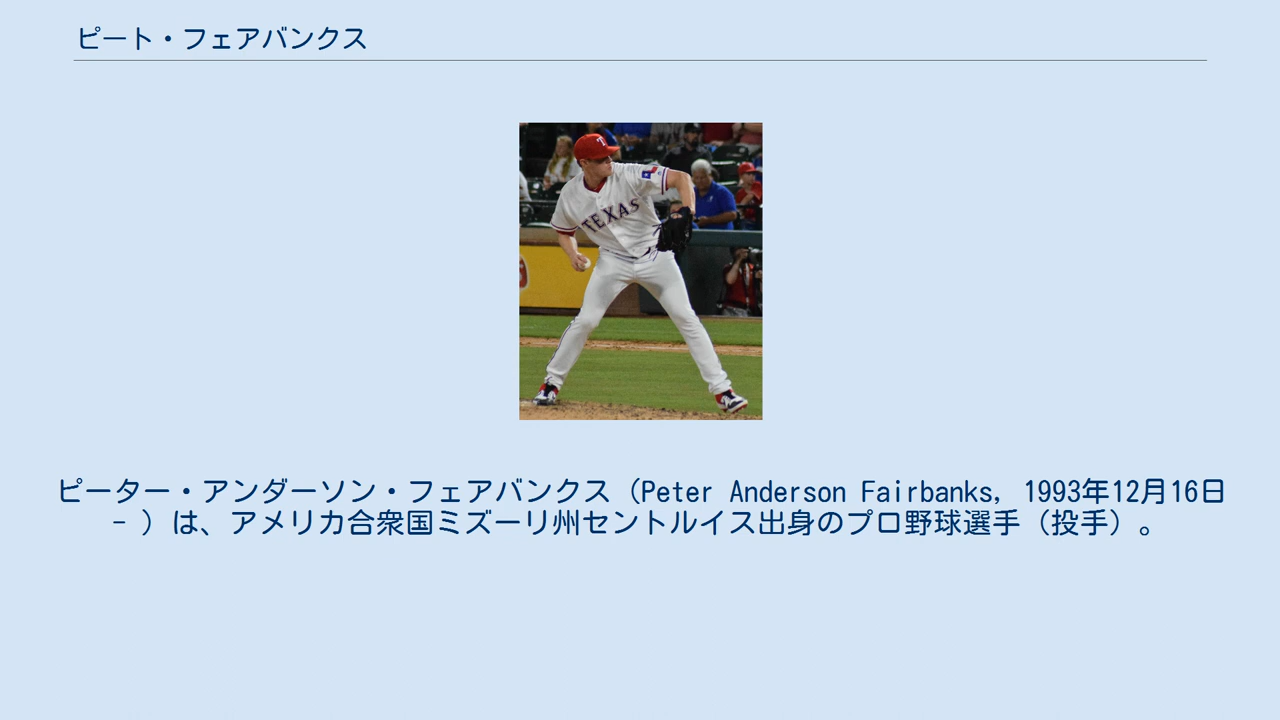 ピート・フェアバンクス
TEXAS
ピーター・アンダーソン・フェアバンクス（Peter Anderson Fairbanks, 1993年12月16日
- ）は、アメリカ合衆国ミズーリ州セントルイス出身のプロ野球選手（投手）。